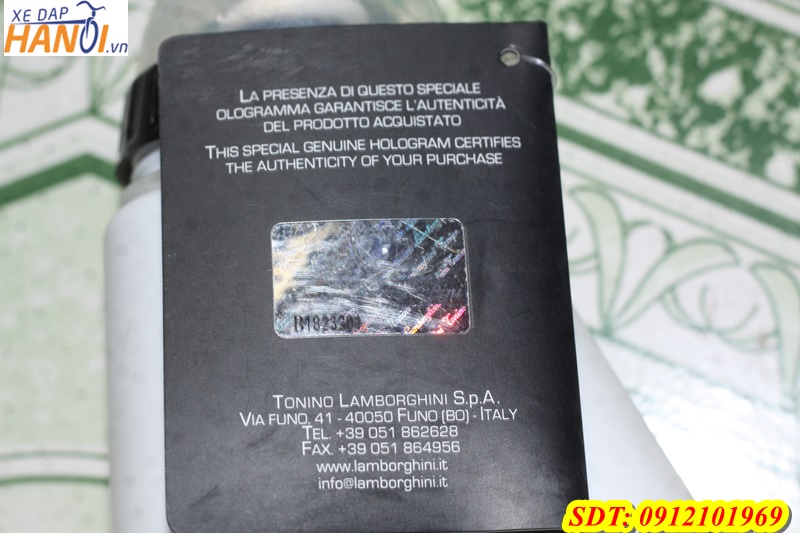 XE DAP
HANOI.vn
LA PRESENZA DI QUESTO SPECIALE
OLOGRAMMA GARANTISCE L'AUTENTICITÀ
DEL PRODOTTO ACQUISTATO
THIS SPECIAL GENUINE HOLOGRAM CERTIFIES
THE AUTHENTICITY OF YOUR PURCHASE
TONINO LAMBORGHINI S.p.A.
VIA FUNO, 41 - 40050 FUNO (BO) - ITALY
TEL. +39 051 862628
FAX. +39 051 864956
www.lamborghini.it
info@lamborghini.it
SDT: 0912101969